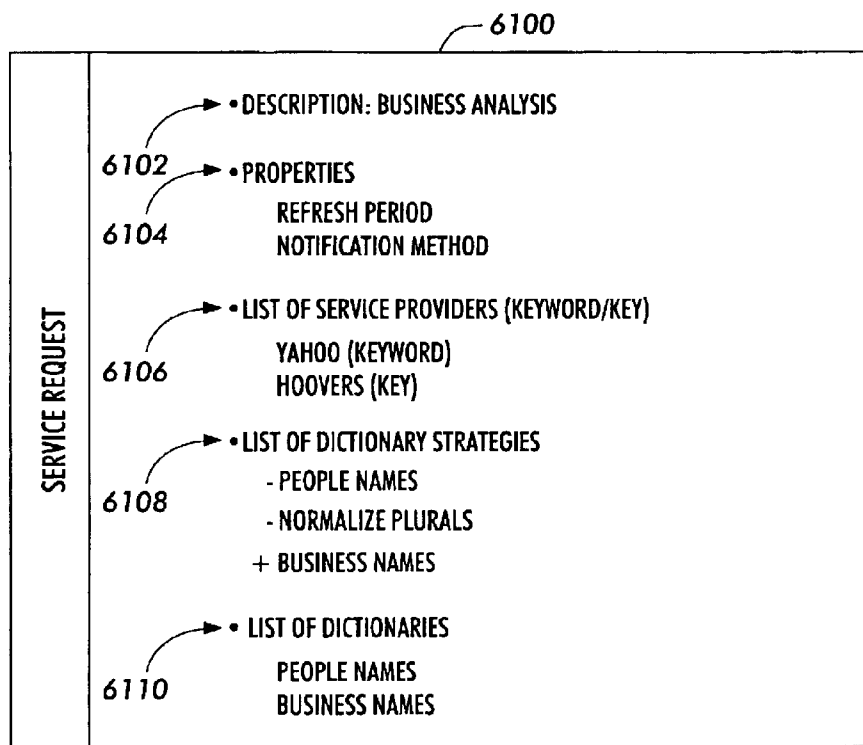 6100
SERVICE REQUEST
6102
• DESCRIPTION: BUSINESS ANALYSIS
6104
• PROPERTIES
REFRESH PERIOD
NOTIFICATION METHOD
6106
• LIST OF SERVICE PROVIDERS (KEYWORD/KEY)
YAHOO (KEYWORD)
HOOVERS (KEY)
6108
• LIST OF DICTIONARY STRATEGIES
- PEOPLE NAMES
- NORMALIZE PLURALS
+ BUSINESS NAMES
6110
• LIST OF DICTIONARIES
PEOPLE NAMES
BUSINESS NAMES